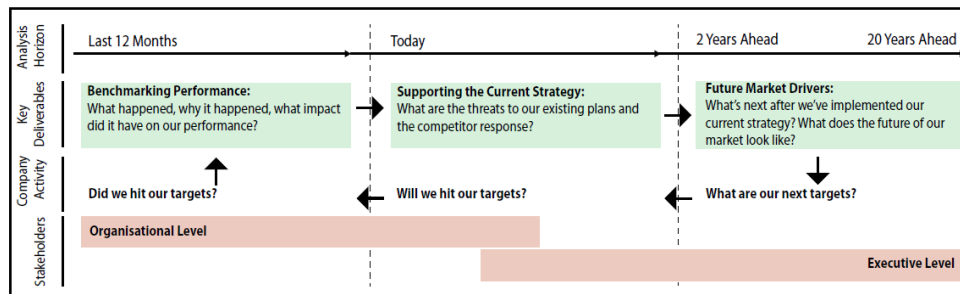 Analysis
Horizon
Last 12 Months
Today
2 Years Ahead
20 Years Ahead
Key
Deliverables
Benchmarking Performance:
What happened, why it happened, what impact
did it have on our performance?
Supporting the Current Strategy:
What are the threats to our existing plans and
the competitor response?
Future Market Drivers:
What's next after we've implemented our
current strategy? What does the future of our
market look like?
Company
Activity
Did we hit our targets?
Will we hit our targets?
What are our next targets?
Stakeholders
Organisational Level
Executive Level